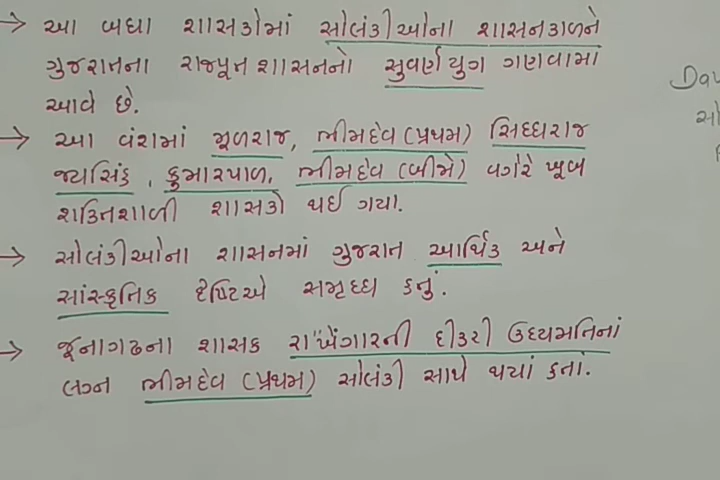 → આ બધા શાસકોમાં સોલંકીઓના શાસનકાળને
ગુજરાતના રાજપૂત શાસનનો સુવર્ણ યુગ ગણવામાં
આવે છે.
→ આ વંશમાં મૂળરાજ, ભીમદેવ (પ્રથમ) સિદ્ધરાજ
જયસિંહ, કુમારપાળ, ભીમદેવ (બીજો) વગેરે ખૂબ
શક્તિશાળી શાસકો થઈ ગયા.
→ સોલંકીઓના શાસનમાં ગુજરાત આર્થિક અને
સાંસ્કૃતિક દૃષ્ટિએ સમૃદ્ધ હતું.
→ જૂનાગઢના શાસક રા'ખેંગારની દીકરી ઉદયમતિનાં
લગ્ન ભીમદેવ (પ્રથમ) સોલંકી સાથે થયાં હતાં.